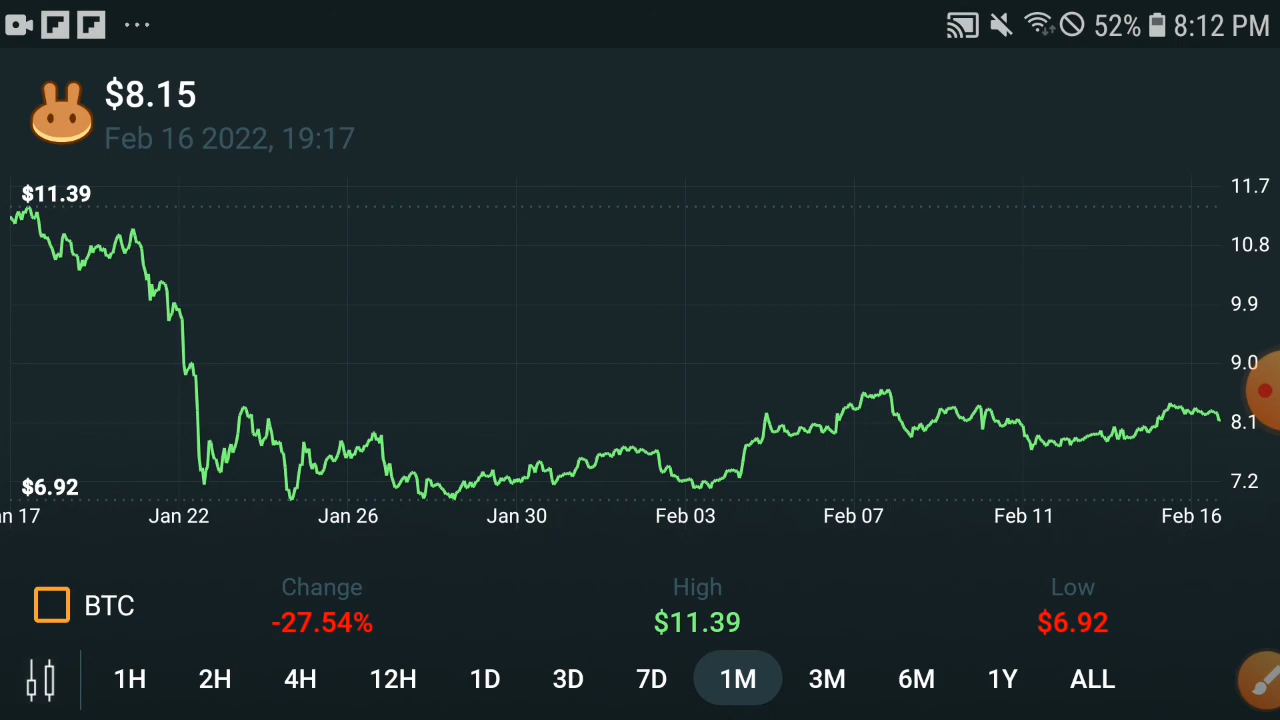 52% 8:12 PM
$8.15
Feb 16 2022, 19:17
$11.39
11.7
10.8
9.9
9.0
8.1
7.2
$6.92
n 17 Jan 22 Jan 26 Jan 30 Feb 03 Feb 07 Feb 11 Feb 16
BTC
Change High Low
-27.54% $11.39 $6.92
1H 2H 4H 12H 1D 3D 7D 1M 3M 6M 1Y ALL